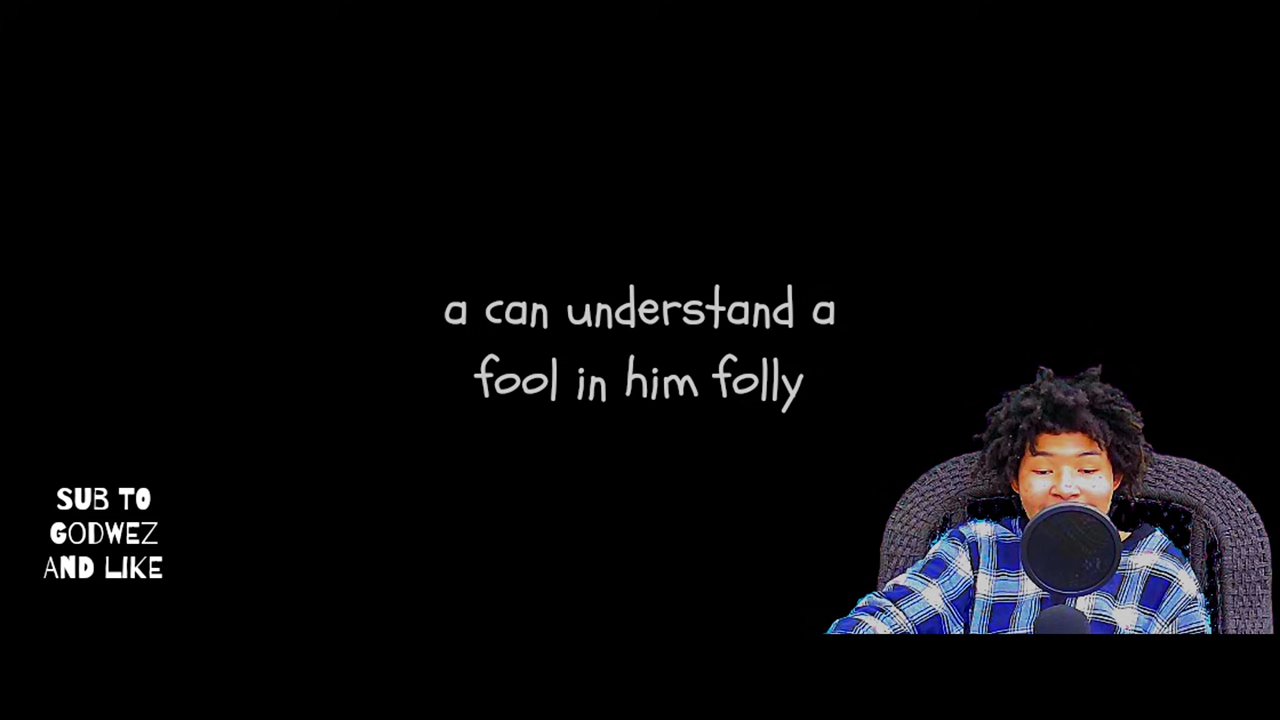 a can understand a
fool in him folly
SUB TO
GODWEZ
AND LIKE